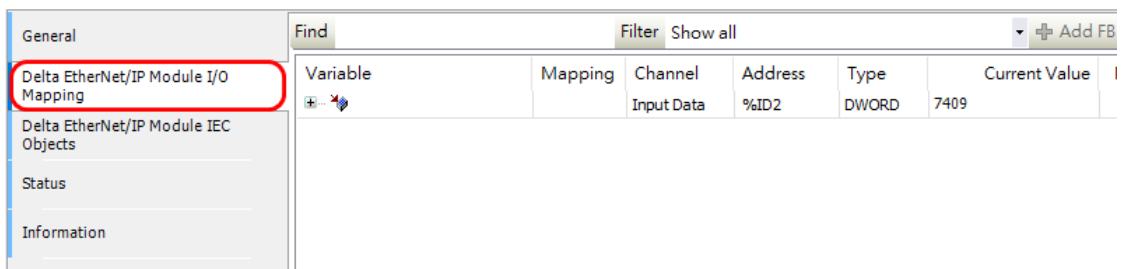 General
Delta EtherNet/IP Module I/O
Mapping
Delta EtherNet/IP Module IEC
Objects
Status
Information
Find Filter Show all Add FB
Variable Mapping Channel Address Type Current Value
Input Data %ID2 DWORD 7409